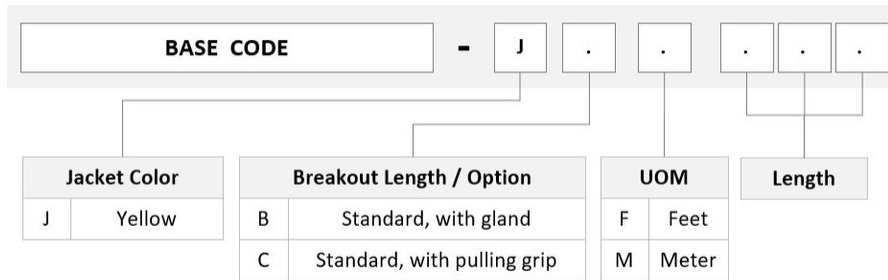 BASE CODE - J . . . . .
Jacket Color
J Yellow
Breakout Length / Option
B Standard, with gland
C Standard, with pulling grip
UOM
F Feet
M Meter
Length